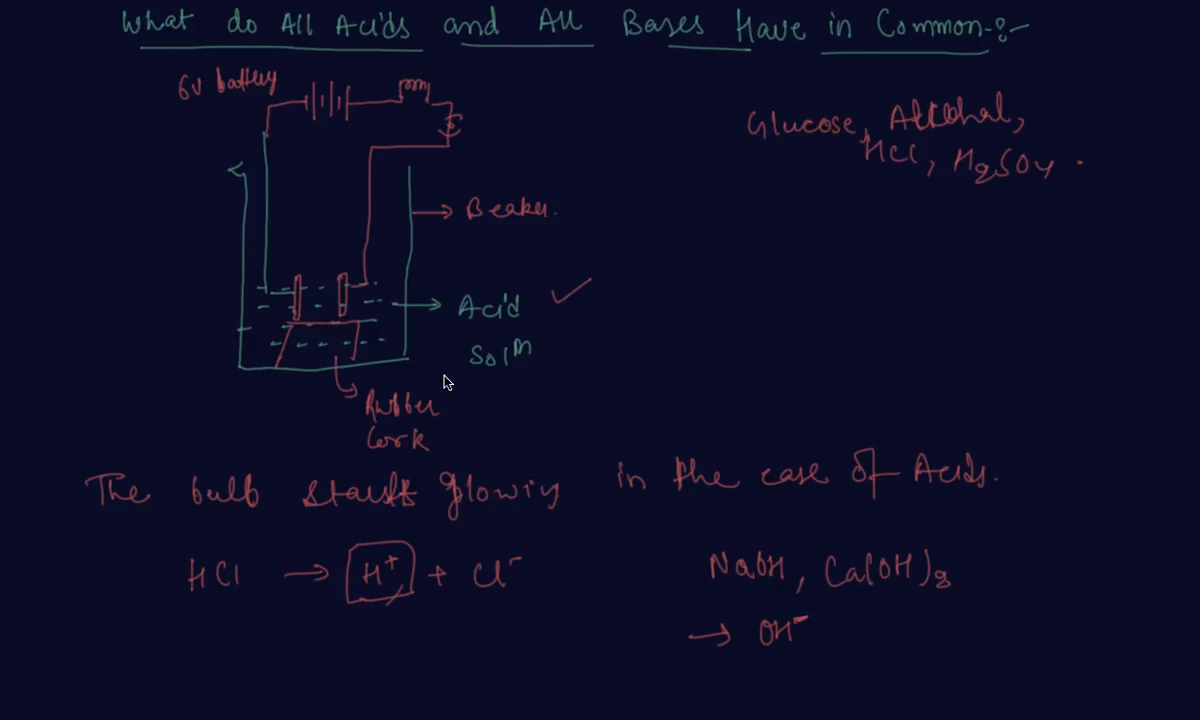 What do All Acids and All Bases Have in Common-:-
6V battery
Glucose, Alcohol,
HCl, H2SO4.
→ Beaker.
→ Acid ✓
Solⁿ
Rubber
Cork
The bulb starts glowing in the case of Acids.
HCl → H⁺ + Cl⁻
NaOH, Ca(OH)2
→ OH⁻